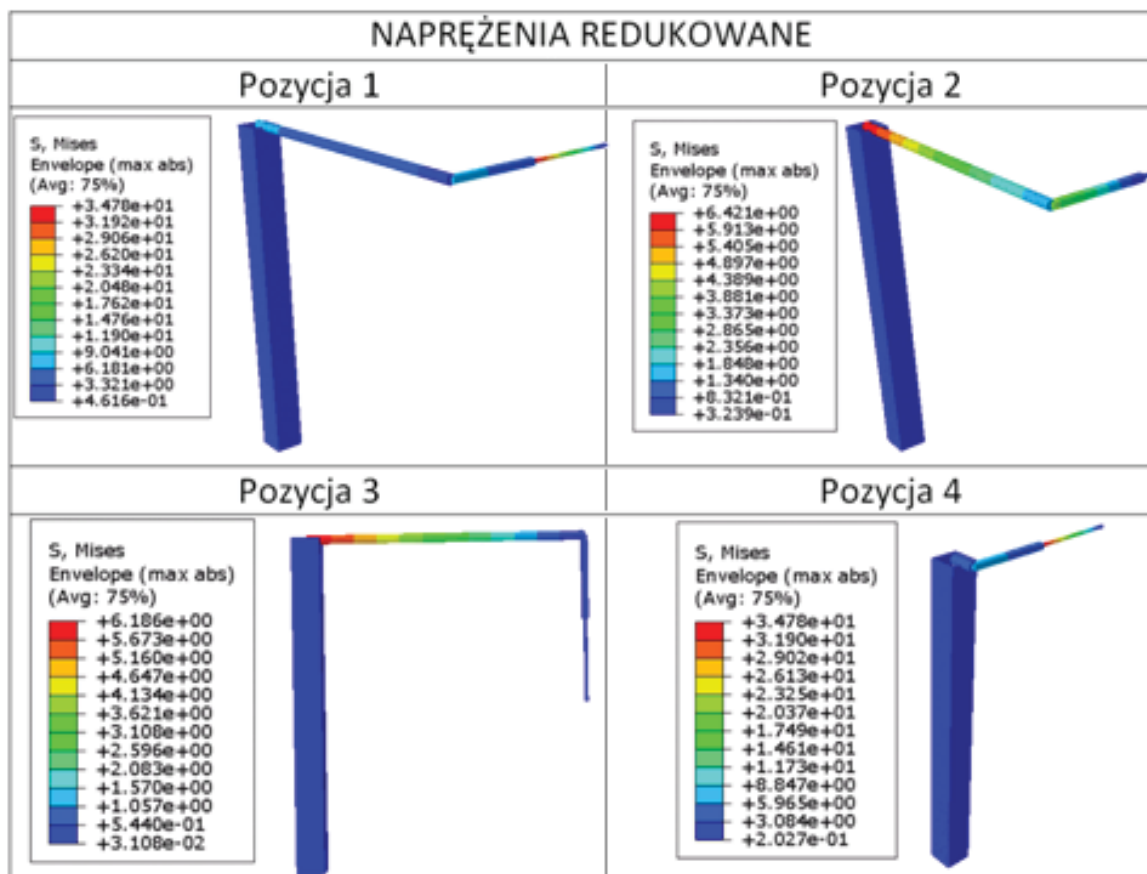 NAPRĘŻENIA REDUKOWANE
Pozycja 1
Pozycja 2
S, Mises
Envelope (max abs)
(Avg: 75%)
+3.478e+01
+3.192e+01
+2.906e+01
+2.620e+01
+2.334e+01
+2.048e+01
+1.762e+01
+1.476e+01
+1.190e+01
+9.041e+00
+6.181e+00
+3.321e+00
+4.616e-01
S, Mises
Envelope (max abs)
(Avg: 75%)
+6.421e+00
+5.913e+00
+5.405e+00
+4.897e+00
+4.389e+00
+3.881e+00
+3.373e+00
+2.865e+00
+2.356e+00
+1.848e+00
+1.340e+00
+8.321e-01
+3.239e-01
Pozycja 3
Pozycja 4
S, Mises
Envelope (max abs)
(Avg: 75%)
+6.186e+00
+5.673e+00
+5.160e+00
+4.647e+00
+4.134e+00
+3.621e+00
+3.108e+00
+2.596e+00
+2.083e+00
+1.570e+00
+1.057e+00
+5.440e-01
+3.108e-02
S, Mises
Envelope (max abs)
(Avg: 75%)
+3.478e+01
+3.190e+01
+2.902e+01
+2.613e+01
+2.325e+01
+2.037e+01
+1.749e+01
+1.461e+01
+1.173e+01
+8.847e+00
+5.965e+00
+3.084e+00
+2.027e-01